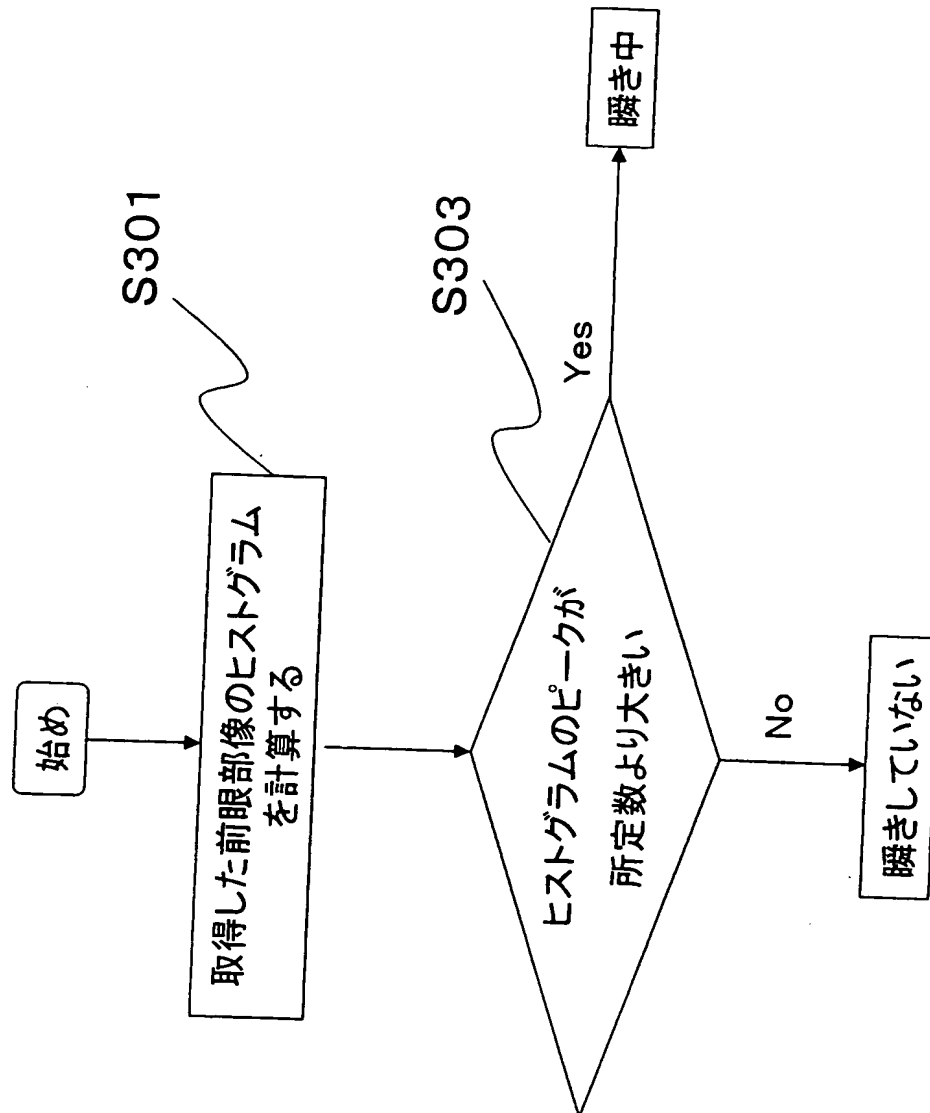 始め
S301
取得した前眼部像のヒストグラム
を計算する
S303
ヒストグラムのピークが
所定数より大きい
Yes
瞬き中
No
瞬きしていない